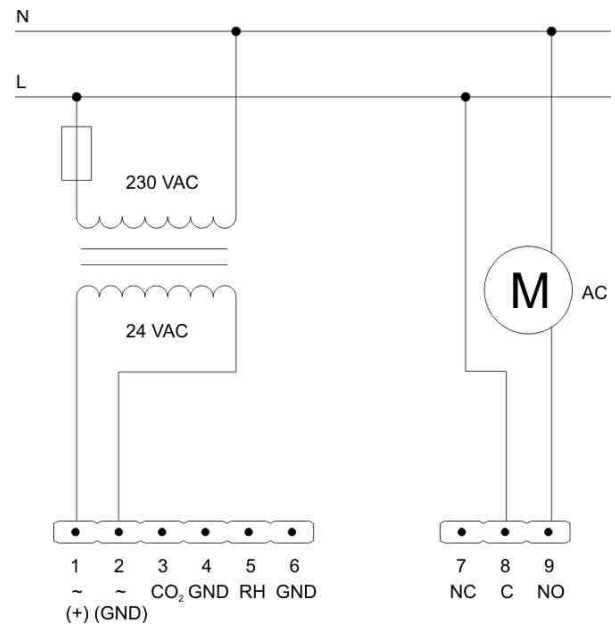 N
L
230 VAC
24 VAC
M
AC
1 2 3 4 5 6 7 8 9
~ ~ CO₂ GND RH GND NC C NO
(+) (GND)